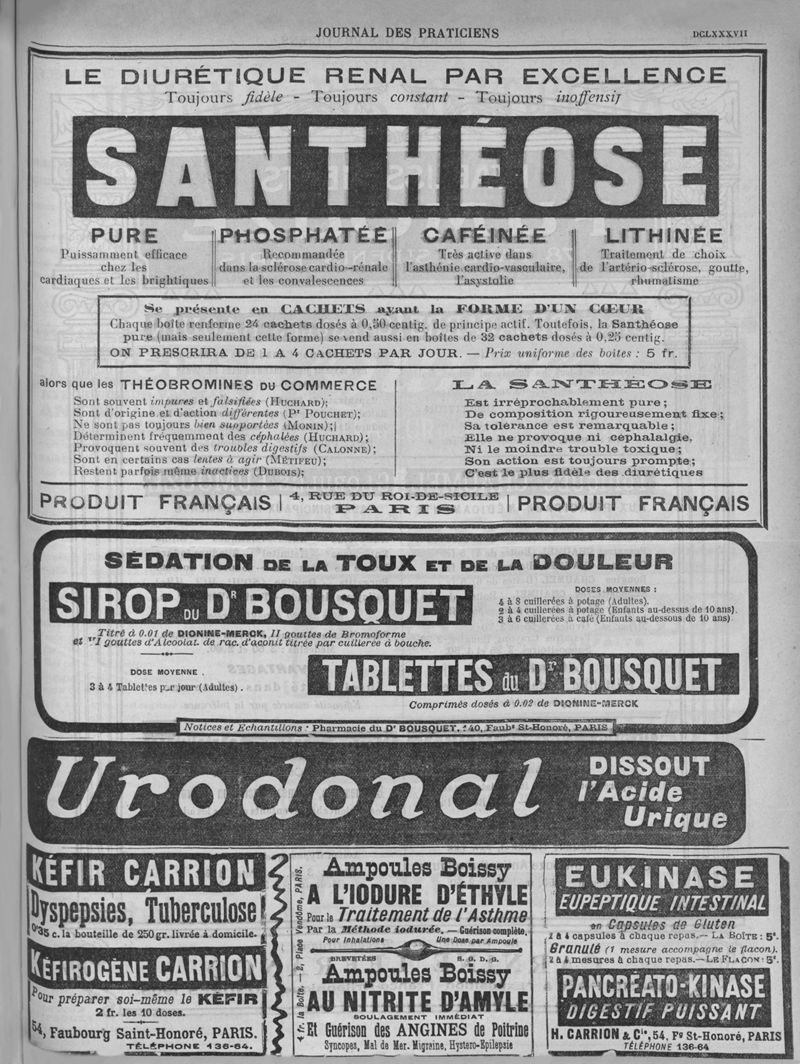 JOURNAL DES PRATICIENS
DCLXXXVII
LE DIURÉTIQUE RENAL PAR EXCELLENCE
Toujours fidèle - Toujours constant - Toujours inoffensif
SANTHÉOSE
PURE
Puissamment efficace
chez les
cardiaques et les brightiques
PHOSPHATÉE
Recommandée
dans la sclérose cardio-rénale
et les convalescences
CAFÉINÉE
Très active dans
l'asthénie cardio-vasculaire,
l'asystolie
LITHINÉE
Traitement de choix
de l'artério-sclérose, goutte,
rhumatisme
Se présente en CACHETS ayant la FORME D'UN CŒUR
Chaque boîte renferme 24 cachets dosés à 0,50 centig. de principe actif. Toutefois, la Santhéose
pure (mais seulement cette forme) se vend aussi en boîtes de 32 cachets dosés à 0,25 centig.
ON PRESCRIRA DE 1 A 4 CACHETS PAR JOUR. — Prix uniforme des boites : 5 fr.
alors que les THÉOBROMINES DU COMMERCE
Sont souvent impures et falsifiées (HUCHARD);
Sont d'origine et d'action différentes (Pr POUCHET);
Ne sont pas toujours bien supportées (MONIN);
Déterminent fréquemment des céphalées (HUCHARD);
Provoquent souvent des troubles digestifs (CALONNE);
Sont en certains cas lentes à agir (MÉTIFEU);
Restent parfois même inactives (DUBOIS);
LA SANTHÉOSE
Est irréprochablement pure;
De composition rigoureusement fixe;
Sa tolérance est remarquable;
Elle ne provoque ni céphalalgie,
Ni le moindre trouble toxique;
Son action est toujours prompte;
C'est le plus fidèle des diurétiques
PRODUIT FRANÇAIS
4, RUE DU ROI-DE-SICILE
PARIS
PRODUIT FRANÇAIS
SÉDATION DE LA TOUX ET DE LA DOULEUR
SIROP DU Dr BOUSQUET
Titré à 0.01 de DIONINE-MERCK, II gouttes de Bromoforme
et VI gouttes d'Alcoolat. de rac. d'aconit titrée par cuillerée à bouche.
DOSES MOYENNES :
4 à 8 cuillerées à potage (Adultes).
2 à 4 cuillerées à potage (Enfants au-dessus de 10 ans).
3 à 6 cuillerées à café (Enfants au-dessous de 10 ans)
DOSE MOYENNE.
3 à 4 Tablettes par jour (Adultes).
TABLETTES du Dr BOUSQUET
Comprimés dosés à 0.02 de DIONINE-MERCK
Notices et Echantillons : Pharmacie du Dr BOUSQUET, 140, Faubg St-Honoré, PARIS
Urodonal
DISSOUT
l'Acide
Urique
KÉFIR CARRION
Dyspepsies, Tuberculose
0f35 c. la bouteille de 250 gr. livrée à domicile.
KÉFIROGÈNE CARRION
Pour préparer soi-même le KÉFIR
2 fr. les 10 doses.
54, Faubourg Saint-Honoré, PARIS.
TÉLÉPHONE 136-64.
4 fr. la Boîte. — 2, Place Vendôme, PARIS.
Ampoules Boissy
A L'IODURE D'ÉTHYLE
Pour le Traitement de l'Asthme
Par la Méthode iodurée. — Guérison complète.
Pour Inhalations
Une Dose par Ampoule
BREVETÉES S. G. D. G.
Ampoules Boissy
AU NITRITE D'AMYLE
SOULAGEMENT IMMÉDIAT
Et Guérison des ANGINES de Poitrine
Syncopes, Mal de Mer, Migraine, Hystero-Epilepsie
EUKINASE
EUPEPTIQUE INTESTINAL
en Capsules de Gluten
2 à 4 capsules à chaque repas.— LA BOÎTE : 5f.
Granulé (1 mesure accompagne le flacon).
2 à 4 mesures à chaque repas.—LE FLACON : 5f.
PANCRÉATO-KINASE
DIGESTIF PUISSANT
H. CARRION & Cie, 54, Fg St-Honoré, PARIS
TÉLÉPHONE 136-64